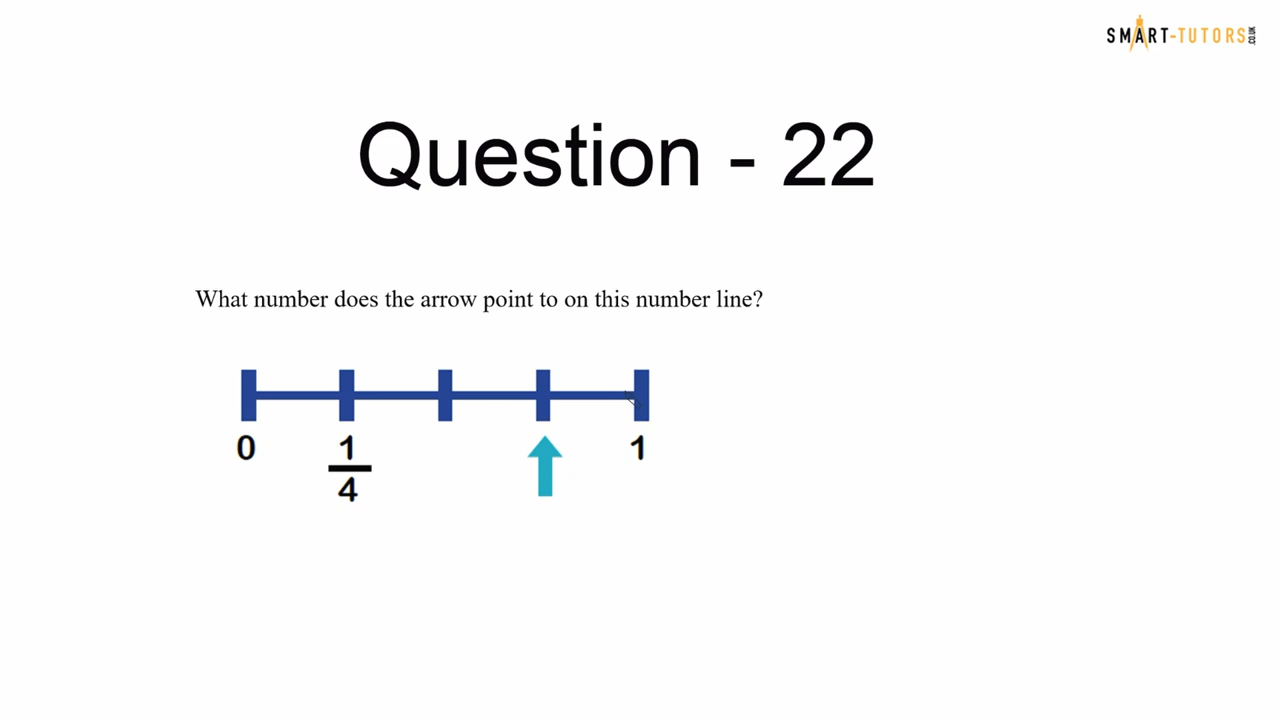 SMART-TUTORS.CO.UK
Question - 22
What number does the arrow point to on this number line?
0 1/4 1